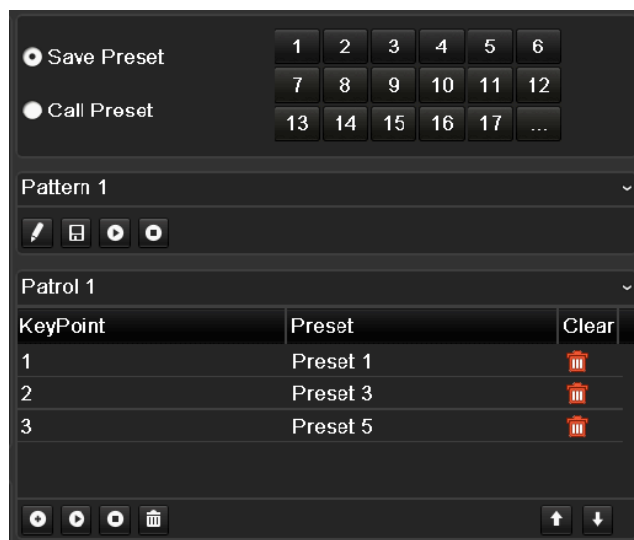 Save Preset
Call Preset
1 2 3 4 5 6
7 8 9 10 11 12
13 14 15 16 17 ...
Pattern 1
Patrol 1
KeyPoint Preset Clear
1 Preset 1
2 Preset 3
3 Preset 5